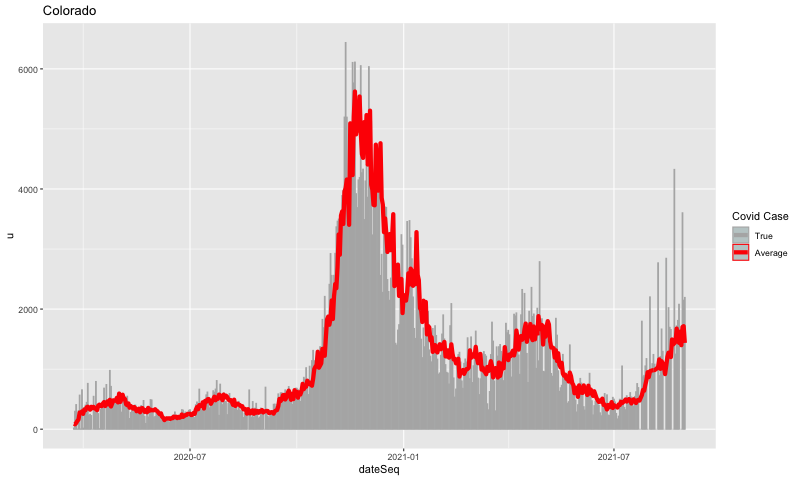 Colorado
u
6000
4000
2000
0
2020-07
2021-01
2021-07
dateSeq
Covid Case
True
Average